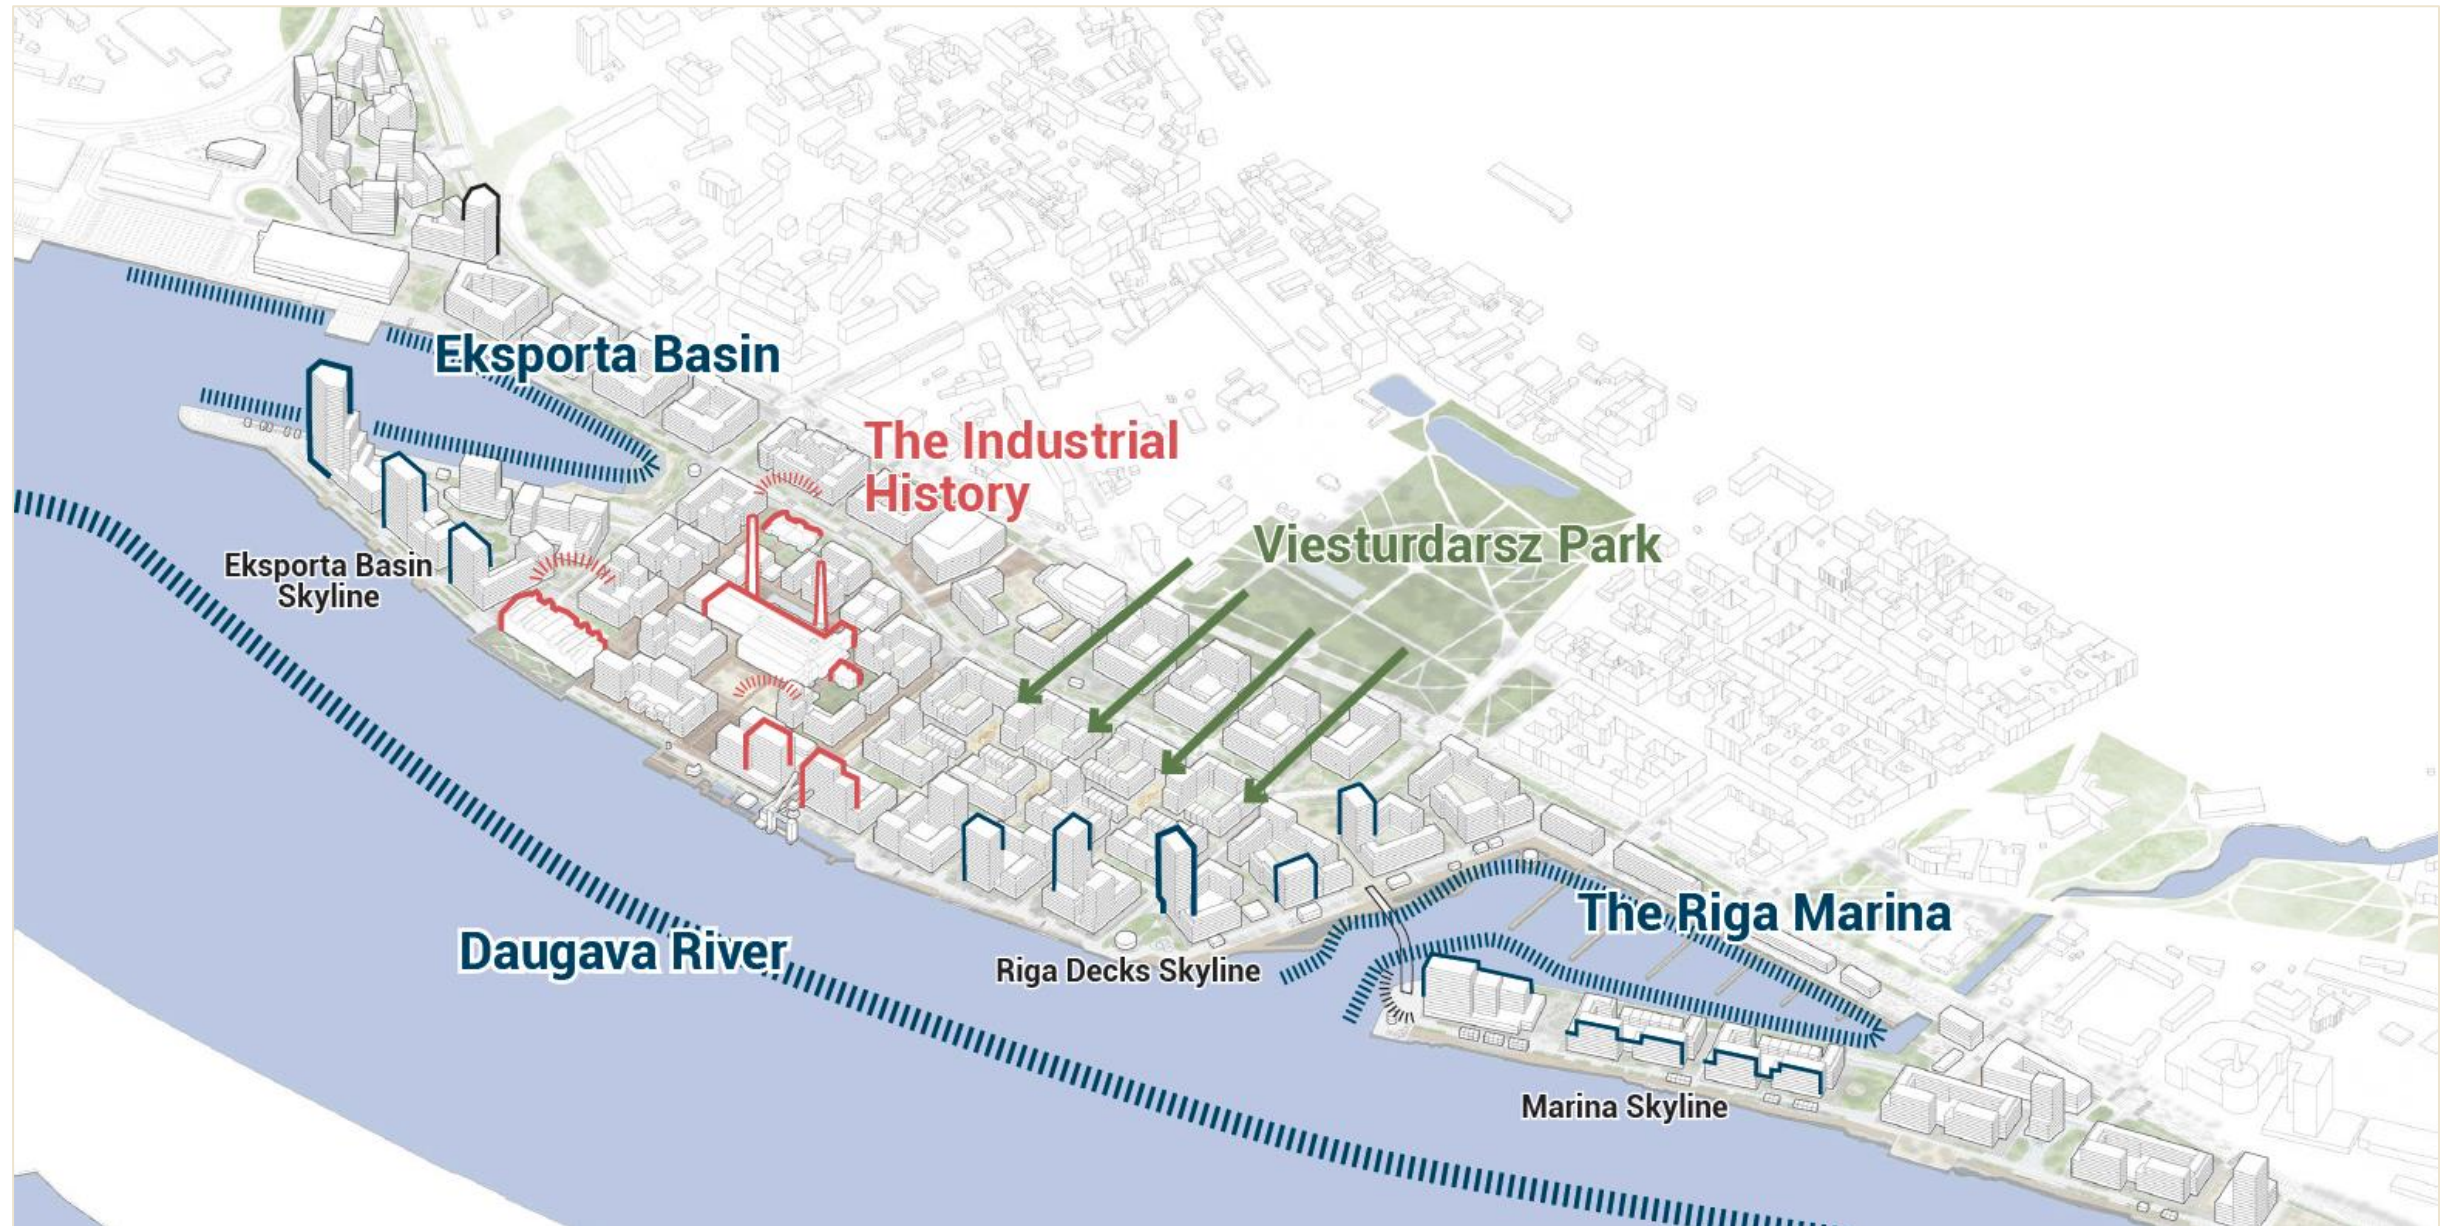 Eksporta Basin
The Industrial
History
Viesturdarsz Park
Eksporta Basin
Skyline
The Riga Marina
Daugava River
Riga Decks Skyline
Marina Skyline